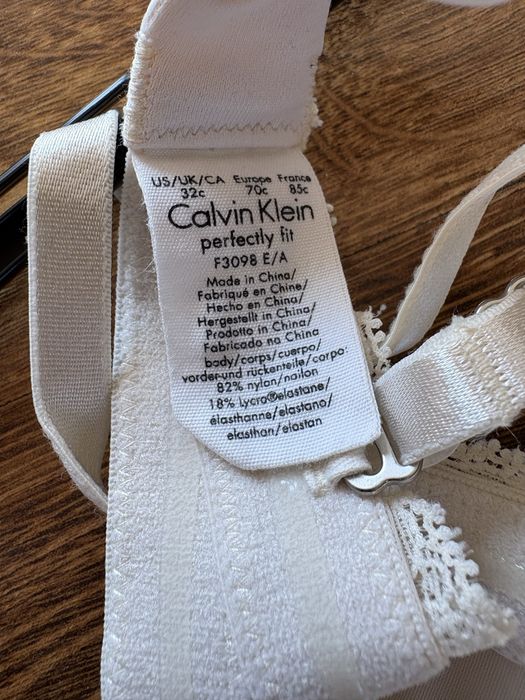 US/UK/CA Europe France
32c 70c 85c
Calvin Klein
perfectly fit
F3098 E/A
Made in China/
Fabriqué en Chine/
Hecho en China/
Hergestellt in China/
Prodotto in China/
Fabricado na China
body/corps/cuerpo/
vorder-und rückenteile/corpo:
82% nylon/nailon
18% Lycra®elastane/
élasthanne/elastano/
elasthan/elastan